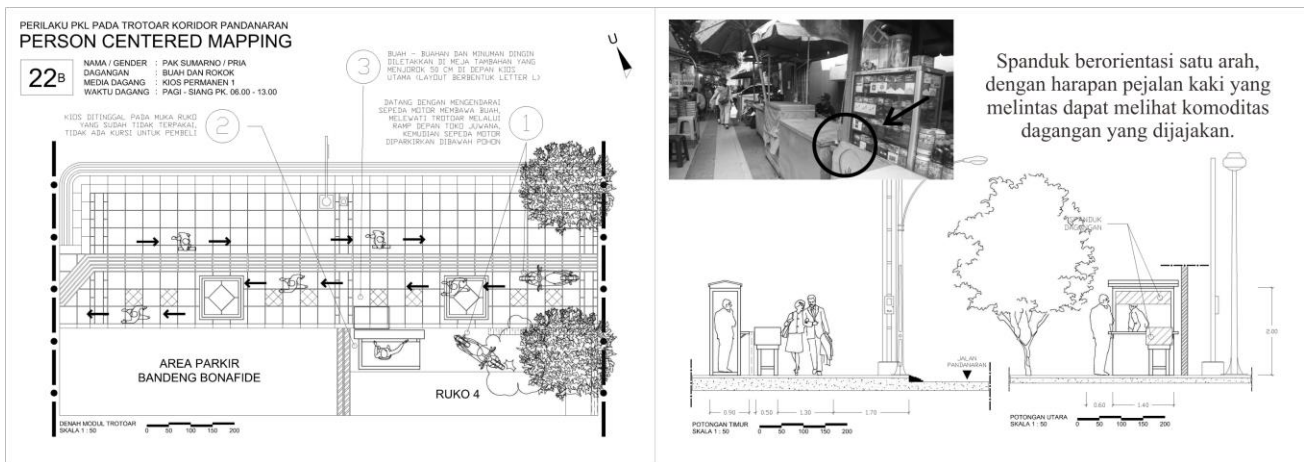 PERILAKU PKL PADA TROTOAR KORIDOR PANDANARAN
PERSON CENTERED MAPPING
22B
NAMA / GENDER : PAK SUMARNO / PRIA
DAGANGAN : BUAH DAN ROKOK
MEDIA DAGANG : KIOS PERMANEN 1
WAKTU DAGANG : PAGI - SIANG PK. 06.00 - 13.00
3
BUAH - BUAHAN DAN MINUMAN DINGIN
DILETAKKAN DI MEJA TAMBAHAN YANG
MENJOROK 50 CM DI DEPAN KIOS
UTAMA (LAYOUT BERBENTUK LETTER L)
U
KIOS DITINGGAL PADA MUKA RUKO
YANG SUDAH TIDAK TERPAKAI,
TIDAK ADA KURSI UNTUK PEMBELI
2
DATANG DENGAN MENGENDARAI
SEPEDA MOTOR MEMBAWA BUAH,
MELEWATI TROTOAR MELALUI
RAMP DEPAN TOKO JUWANA,
KEMUDIAN SEPEDA MOTOR
DIPARKIRKAN DIBAWAH POHON
1
AREA PARKIR
BANDENG BONAFIDE
RUKO 4
DENAH MODUL TROTOAR
SKALA 1 : 50
0 50 100 150 200
Spanduk berorientasi satu arah,
dengan harapan pejalan kaki yang
melintas dapat melihat komoditas
dagangan yang dijajakan.
SPANDUK
DAGANGAN
JALAN
PANDANARAN
2.00
0.90 0.50 1.30 1.70
0.60 1.40
POTONGAN TIMUR
SKALA 1 : 50
0 50 100 150 200
POTONGAN UTARA
SKALA 1 : 50
0 50 100 150 200